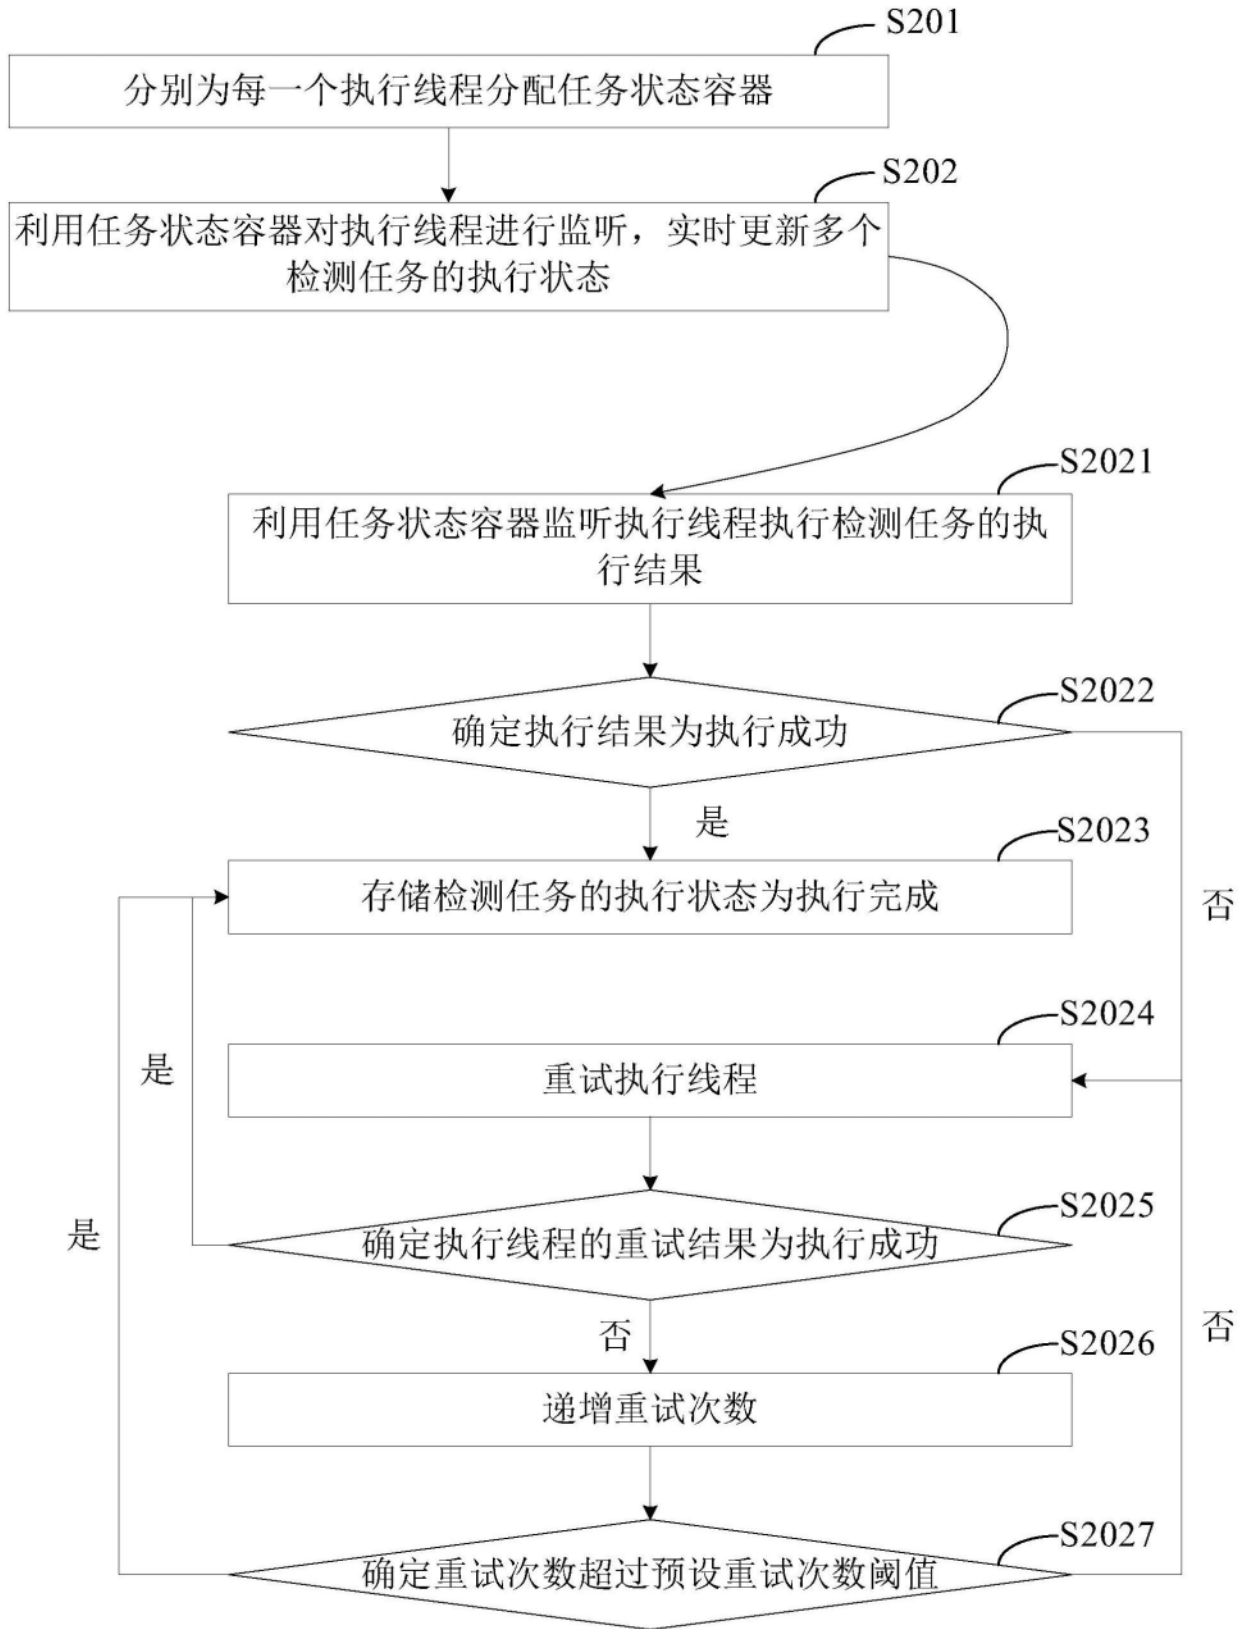 S201
分别为每一个执行线程分配任务状态容器
S202
利用任务状态容器对执行线程进行监听，实时更新多个
检测任务的执行状态
S2021
利用任务状态容器监听执行线程执行检测任务的执
行结果
S2022
确定执行结果为执行成功
是
S2023
存储检测任务的执行状态为执行完成
否
S2024
重试执行线程
是
S2025
确定执行线程的重试结果为执行成功
是
否
否
S2026
递增重试次数
S2027
确定重试次数超过预设重试次数阈值